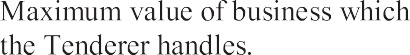 Maximum value of business which
the Tenderer handles.